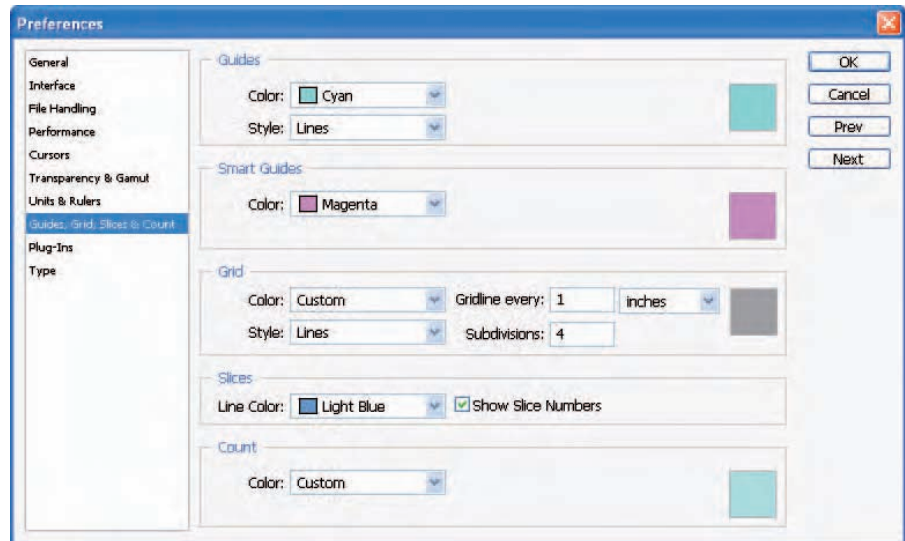 Preferences
General
Interface
File Handling
Performance
Cursors
Transparency & Gamut
Units & Rulers
Guides, Grid, Slices & Count
Plug-Ins
Type
Guides
Color: Cyan
Style: Lines
Smart Guides
Color: Magenta
Grid
Color: Custom Gridline every: 1 inches
Style: Lines Subdivisions: 4
Slices
Line Color: Light Blue Show Slice Numbers
Count
Color: Custom
OK
Cancel
Prev
Next